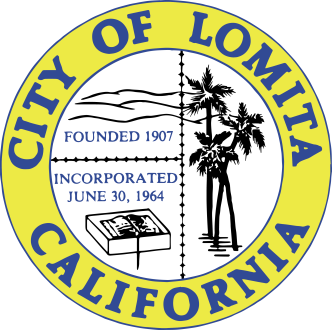 CITY OF LOMITA
FOUNDED 1907
INCORPORATED
JUNE 30, 1964
CALIFORNIA